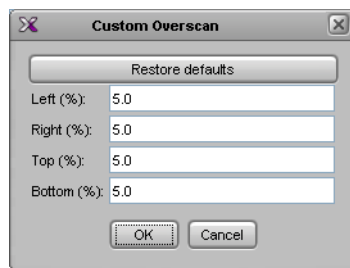 Custom Overscan
Restore defaults
Left (%): 5.0
Right (%): 5.0
Top (%): 5.0
Bottom (%): 5.0
OK Cancel